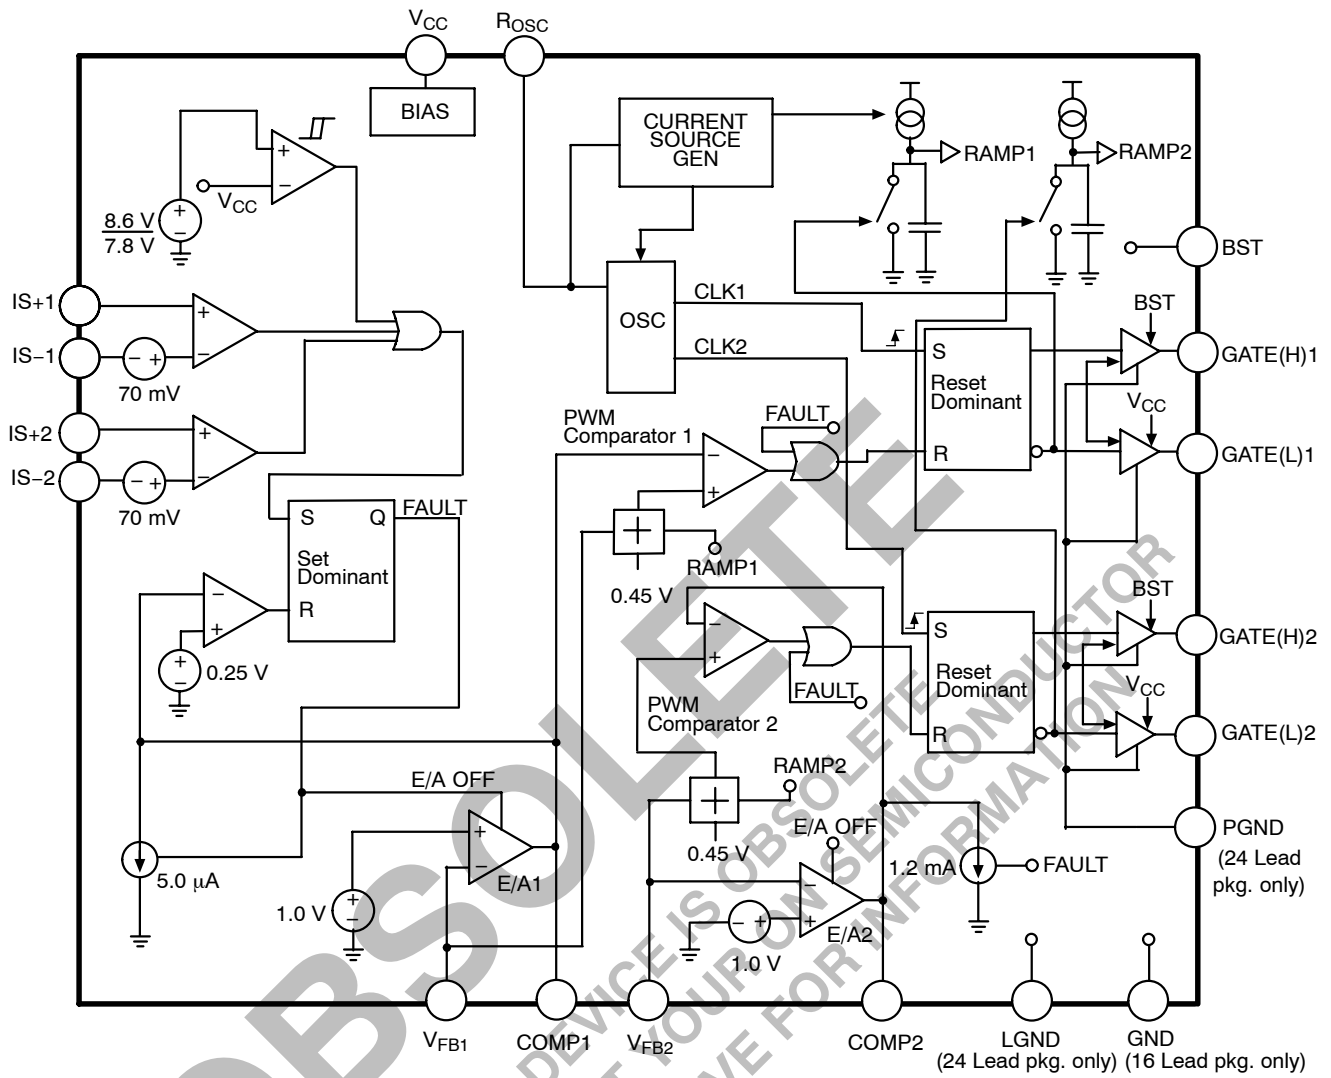 VCC
ROSC
BIAS
CURRENT
SOURCE
GEN
RAMP1
RAMP2
+
−
VCC
8.6 V
7.8 V
+
−
BST
IS+1
+
CLK1
OSC
BST
IS−1
− +
−
70 mV
CLK2
S
Reset
Dominant
R
GATE(H)1
VCC
GATE(L)1
IS+2
+
IS−2
− +
−
70 mV
PWM
Comparator 1
FAULT
−
+
+
RAMP1
0.45 V
S
Q
FAULT
Set
Dominant
R
−
+
+
−
0.25 V
−
+
PWM
Comparator 2
FAULT
S
Reset
Dominant
R
BST
GATE(H)2
VCC
GATE(L)2
RAMP2
+
0.45 V
E/A OFF
+
−
E/A1
5.0 µA
1.0 V
+
−
E/A OFF
−
+
E/A2
− +
1.0 V
1.2 mA
FAULT
PGND
(24 Lead
pkg. only)
VFB1
COMP1
VFB2
COMP2
LGND
(24 Lead pkg. only)
GND
(16 Lead pkg. only)
OBSOLETE
DEVICE IS OBSOLETE
T YOUR ON SEMICONDUCTOR
VE FOR INFORMATION